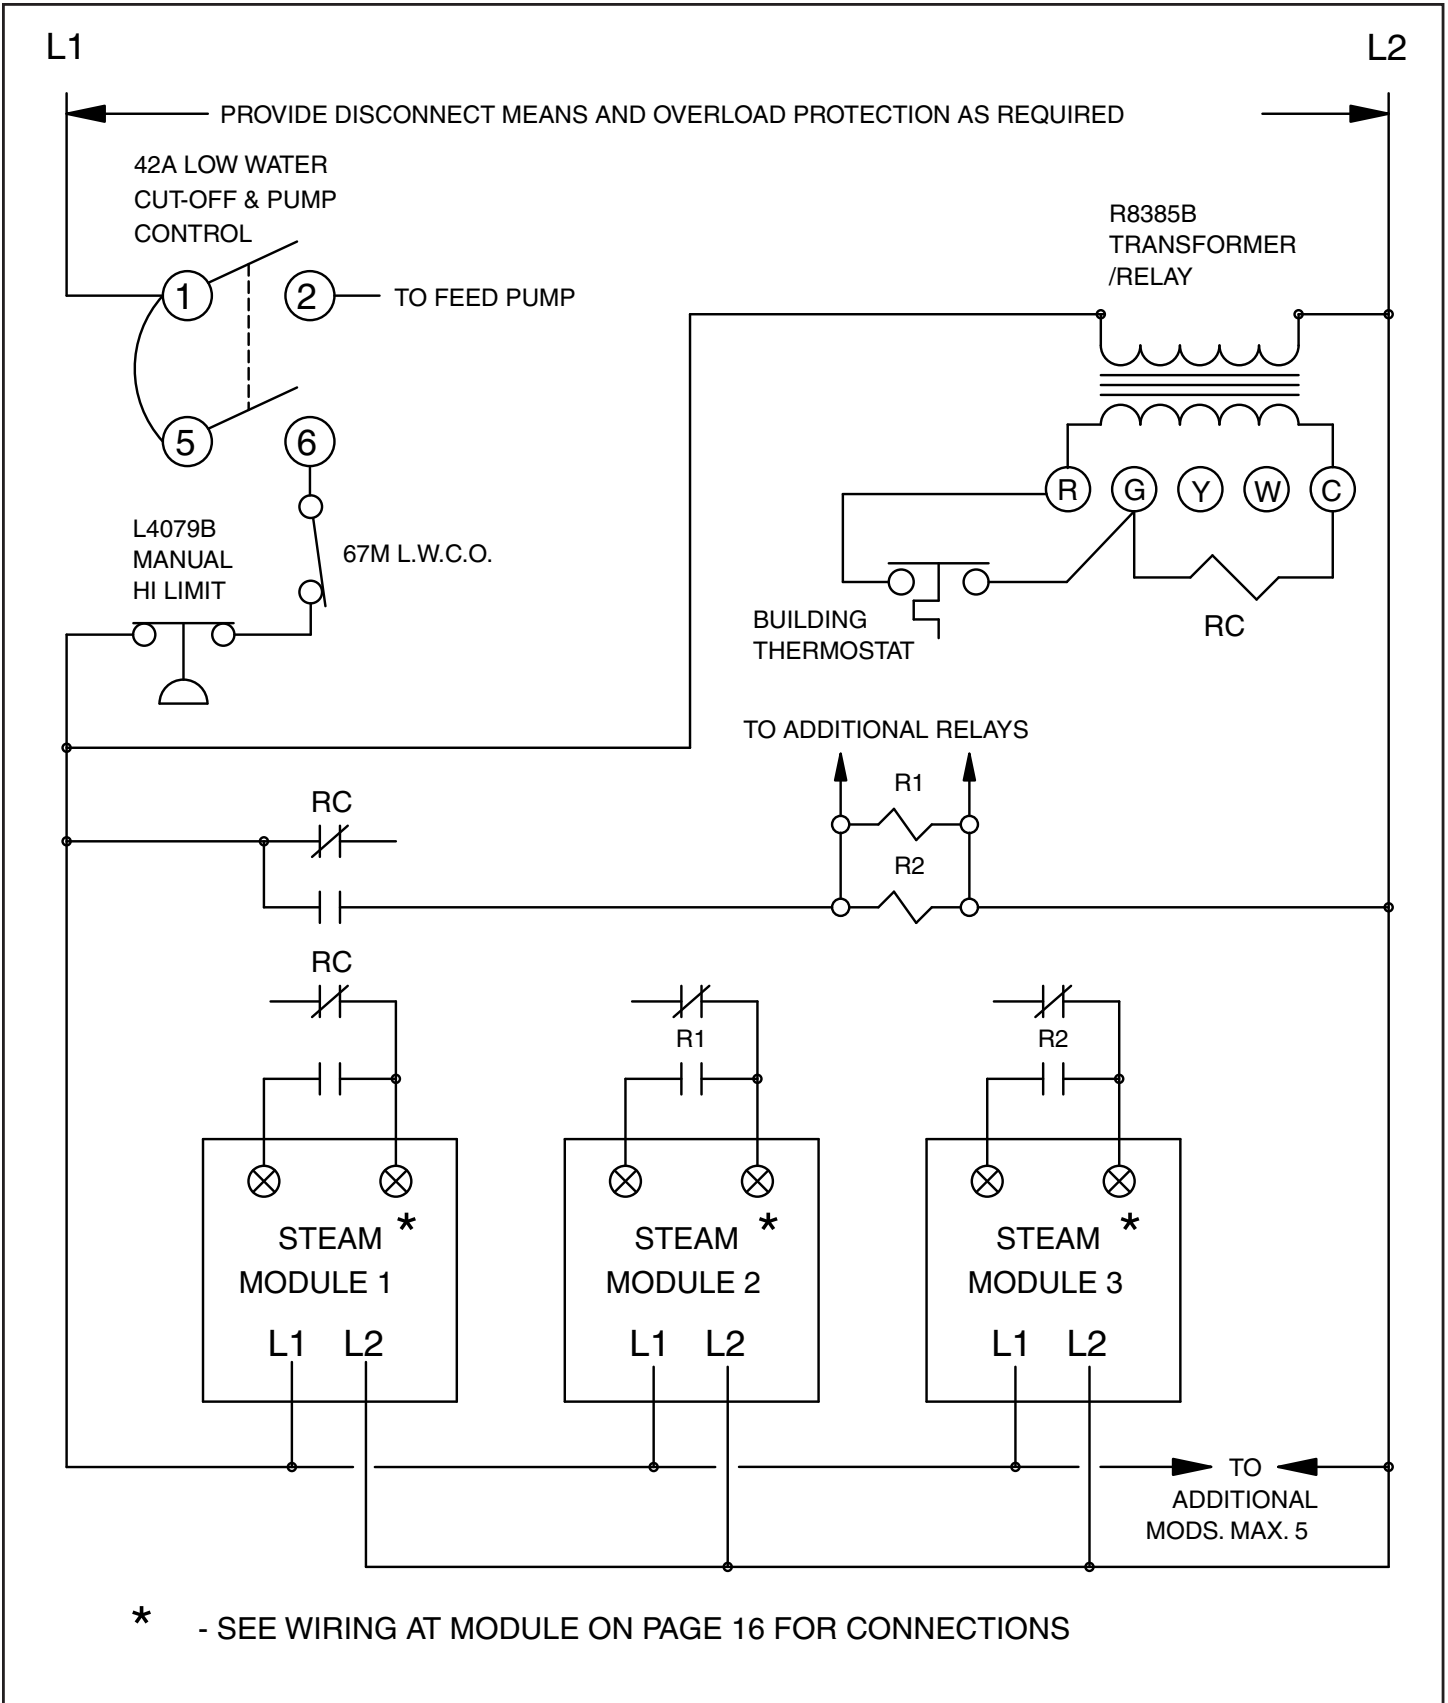 L1
L2
PROVIDE DISCONNECT MEANS AND OVERLOAD PROTECTION AS REQUIRED
42A LOW WATER
CUT-OFF & PUMP
CONTROL
1
2
TO FEED PUMP
5
6
R8385B
TRANSFORMER
/RELAY
R
G
Y
W
C
RC
L4079B
MANUAL
HI LIMIT
67M L.W.C.O.
BUILDING
THERMOSTAT
TO ADDITIONAL RELAYS
R1
R2
RC
RC
R1
R2
STEAM *
MODULE 1
L1 L2
STEAM *
MODULE 2
L1 L2
STEAM *
MODULE 3
L1 L2
TO
ADDITIONAL
MODS. MAX. 5
* - SEE WIRING AT MODULE ON PAGE 16 FOR CONNECTIONS